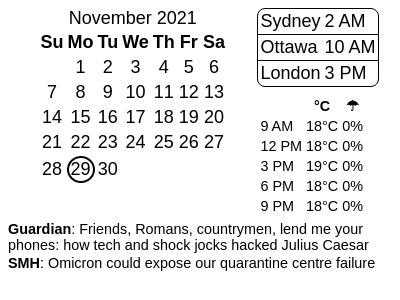 November 2021
Su Mo Tu We Th Fr Sa
1 2 3 4 5 6
7 8 9 10 11 12 13
14 15 16 17 18 19 20
21 22 23 24 25 26 27
28 29 30
Sydney 2 AM
Ottawa 10 AM
London 3 PM
°C ☂
9 AM 18°C 0%
12 PM 18°C 0%
3 PM 19°C 0%
6 PM 18°C 0%
9 PM 18°C 0%
Guardian: Friends, Romans, countrymen, lend me your
phones: how tech and shock jocks hacked Julius Caesar
SMH: Omicron could expose our quarantine centre failure